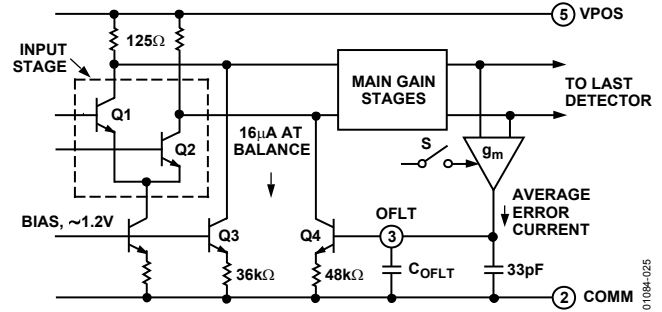 5 VPOS
125Ω
INPUT
STAGE
MAIN GAIN
STAGES
TO LAST
DETECTOR
Q1
Q2
16μA AT
BALANCE
S
gm
AVERAGE
ERROR
CURRENT
BIAS, ~1.2V
OFLT
Q3
Q4
3
36kΩ
48kΩ
COFLT
33pF
2 COMM
01084-025